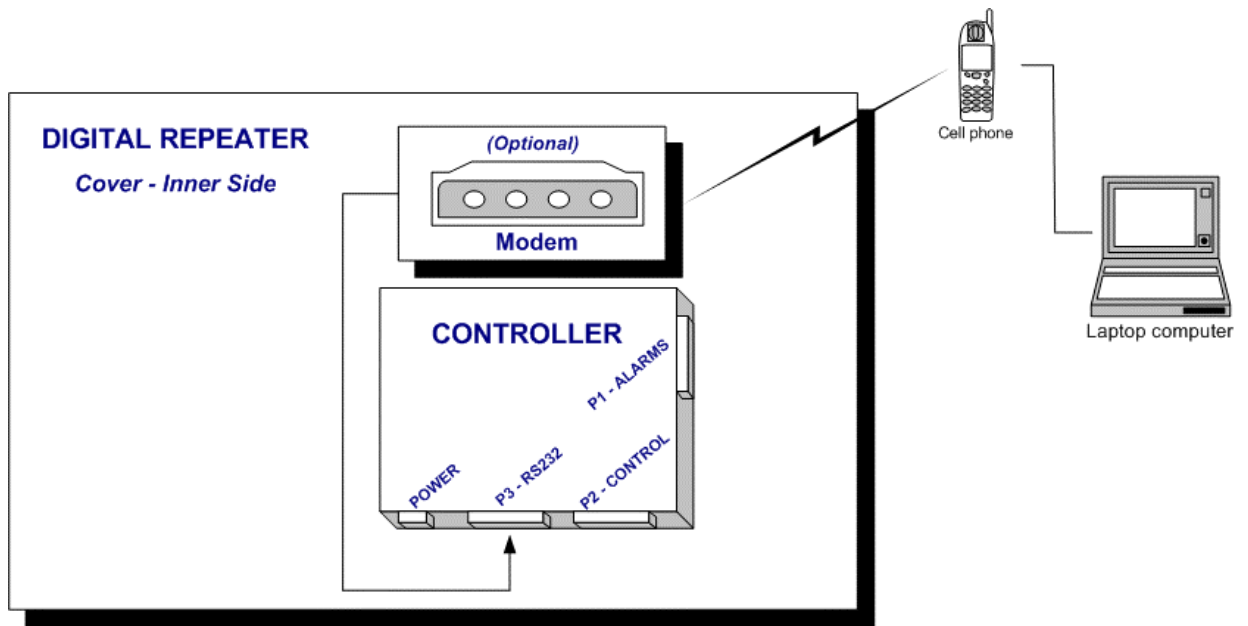 DIGITAL REPEATER
Cover - Inner Side
(Optional)
Modem
Cell phone
Laptop computer
CONTROLLER
P1 - ALARMS
POWER
P3 - RS232
P2 - CONTROL